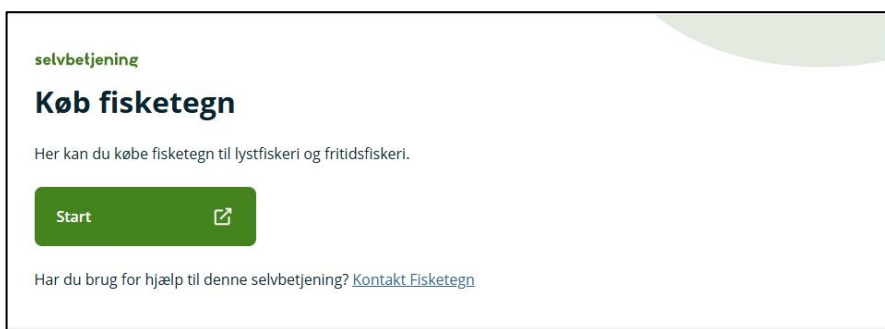 selvbetjening
Køb fisketegn
Her kan du købe fisketegn til lystfiskeri og fritidsfiskeri.
Start
Har du brug for hjælp til denne selvbetjening? Kontakt Fisketegn